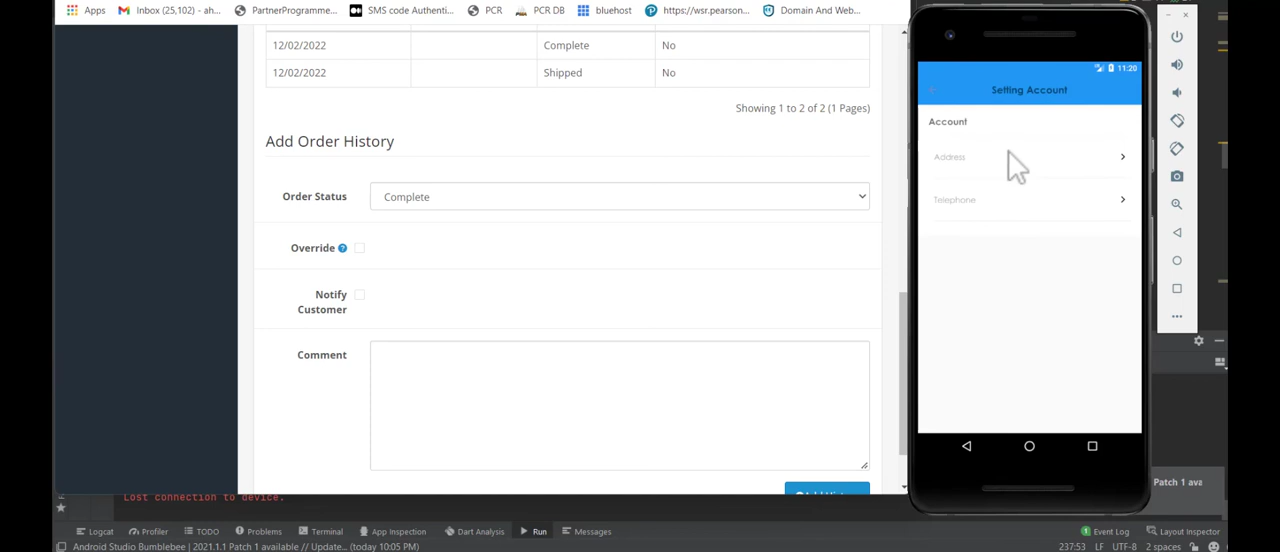 Apps Inbox (25,102) - ah... PartnerProgramme... SMS code Authenti... PCR PCR DB bluehost https://wsr.pearson... Domain And Web...
12/02/2022 Complete No
12/02/2022 Shipped No
Showing 1 to 2 of 2 (1 Pages)
Add Order History
Order Status Complete
Override ?
Notify
Customer
Comment
11:20
Setting Account
Account
Address
Telephone
Patch 1 ava
Lost connection to device.
Logcat Profiler TODO Problems Terminal App Inspection Dart Analysis Run Messages Event Log Layout Inspector
Android Studio Bumblebee | 2021.1.1 Patch 1 available // Update... (today 10:05 PM) 237:53 LF UTF-8 2 spaces